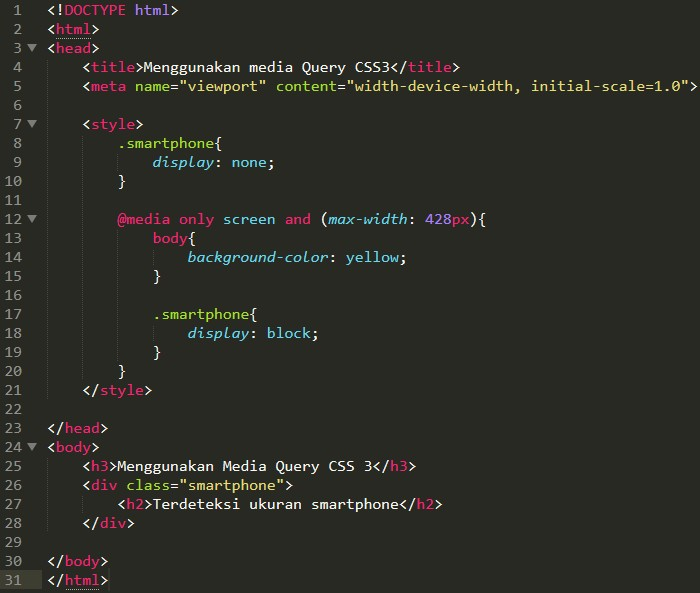 1 <!DOCTYPE html>
2 <html>
3 <head>
4     <title>Menggunakan media Query CSS3</title>
5     <meta name="viewport" content="width-device-width, initial-scale=1.0">
6
7     <style>
8         .smartphone{
9             display: none;
10         }
11
12         @media only screen and (max-width: 428px){
13             body{
14                 background-color: yellow;
15             }
16
17             .smartphone{
18                 display: block;
19             }
20         }
21     </style>
22
23 </head>
24 <body>
25     <h3>Menggunakan Media Query CSS 3</h3>
26     <div class="smartphone">
27         <h2>Terdeteksi ukuran smartphone</h2>
28     </div>
29
30 </body>
31 </html>